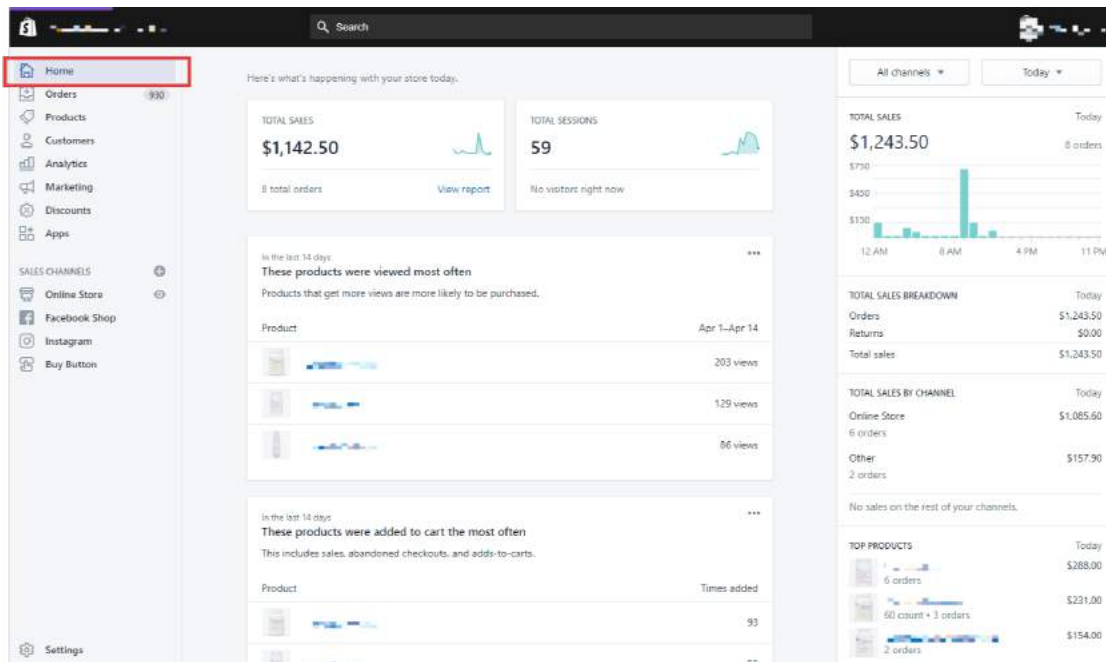 Search
Home
Orders 930
Products
Customers
Analytics
Marketing
Discounts
Apps
SALES CHANNELS
Online Store
Facebook Shop
Instagram
Buy Button
Settings
Here's what's happening with your store today.
TOTAL SALES
$1,142.50
8 total orders View report
TOTAL SESSIONS
59
No visitors right now
In the last 14 days
These products were viewed most often
Products that get more views are more likely to be purchased.
Product Apr 1–Apr 14
203 views
129 views
86 views
In the last 14 days
These products were added to cart the most often
This includes sales, abandoned checkouts, and adds-to-carts.
Product Times added
93
All channels Today
TOTAL SALES Today
$1,243.50 8 orders
$750
$450
$150
12 AM 8 AM 4 PM 11 PM
TOTAL SALES BREAKDOWN Today
Orders $1,243.50
Returns $0.00
Total sales $1,243.50
TOTAL SALES BY CHANNEL Today
Online Store $1,085.60
6 orders
Other $157.90
2 orders
No sales on the rest of your channels.
TOP PRODUCTS Today
$288.00
6 orders
$231.00
60 count • 3 orders
$154.00
2 orders